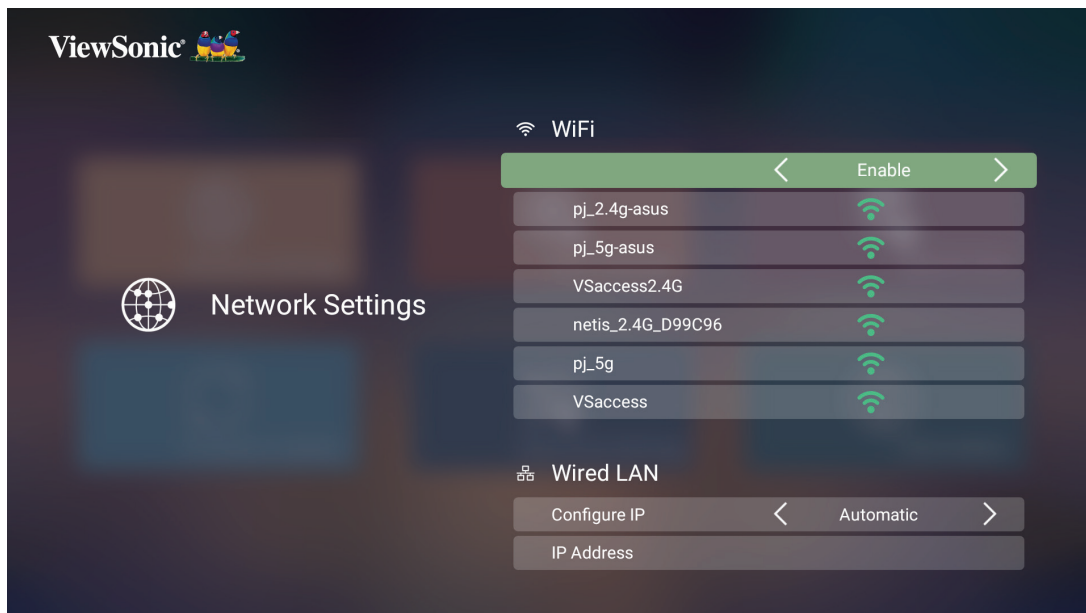 ViewSonic®
WiFi
Enable
pj_2.4g-asus
pj_5g-asus
VSaccess2.4G
Network Settings
netis_2.4G_D99C96
pj_5g
VSaccess
Wired LAN
Configure IP Automatic
IP Address